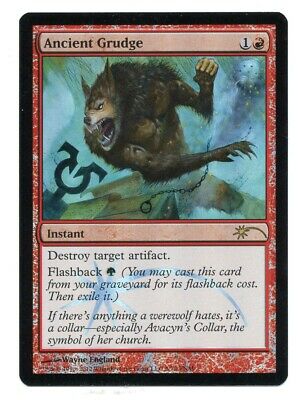 Ancient Grudge 1
Instant
Destroy target artifact.
Flashback (You may cast this card
from your graveyard for its flashback cost.
Then exile it.)
If there's anything a werewolf hates, it's
a collar—especially Avacyn's Collar, the
symbol of her church.
Wayne England